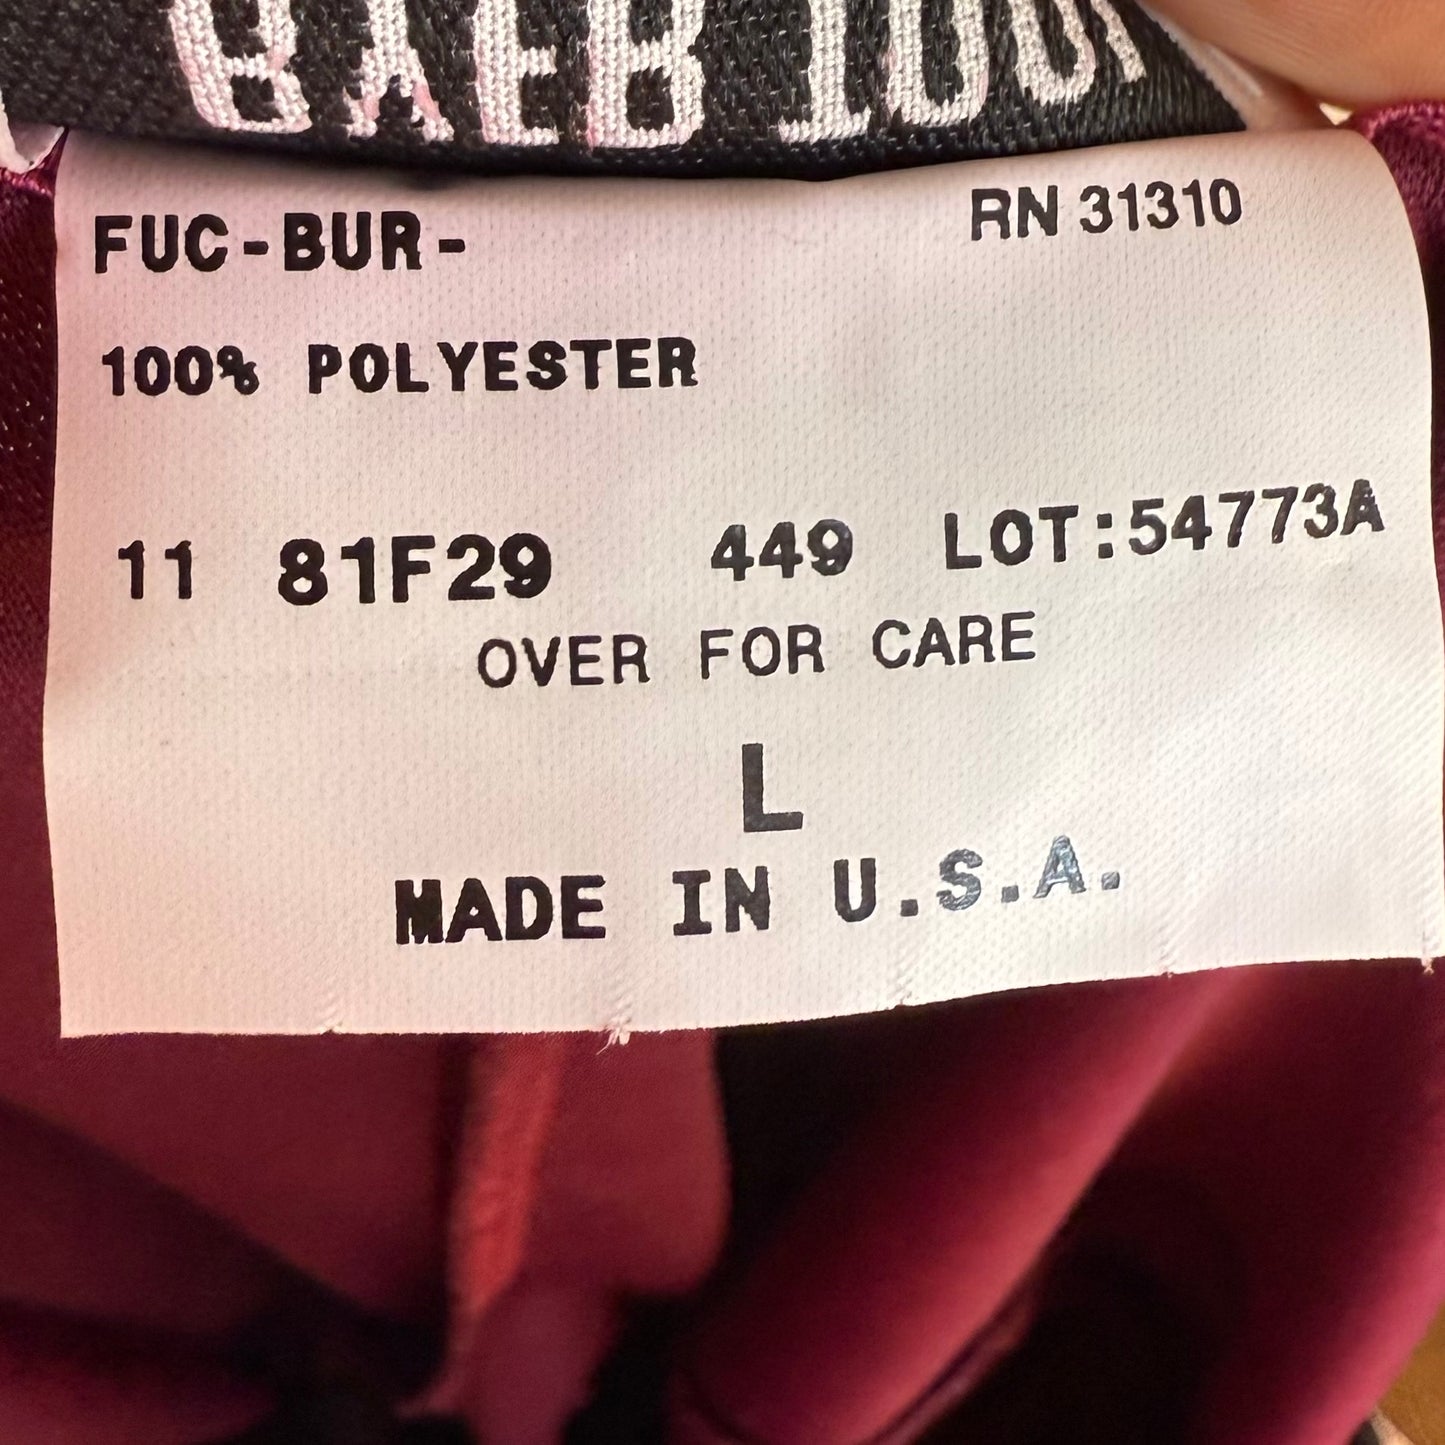 FUC-BUR-
RN 31310
100% POLYESTER
11 81F29 449 LOT:54773A
OVER FOR CARE
L
MADE IN U.S.A.